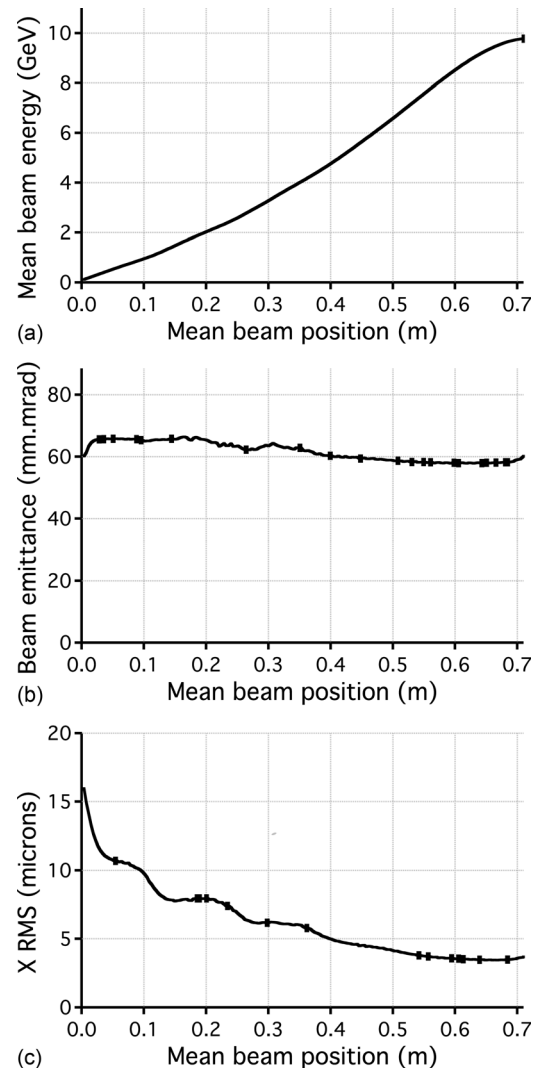 10
8
6
4
2
0
Mean beam energy (GeV)
0.0 0.1 0.2 0.3 0.4 0.5 0.6 0.7
(a) Mean beam position (m)
80
60
40
20
0
Beam emittance (mm.mrad)
0.0 0.1 0.2 0.3 0.4 0.5 0.6 0.7
(b) Mean beam position (m)
20
15
10
5
0
X RMS (microns)
0.0 0.1 0.2 0.3 0.4 0.5 0.6 0.7
(c) Mean beam position (m)